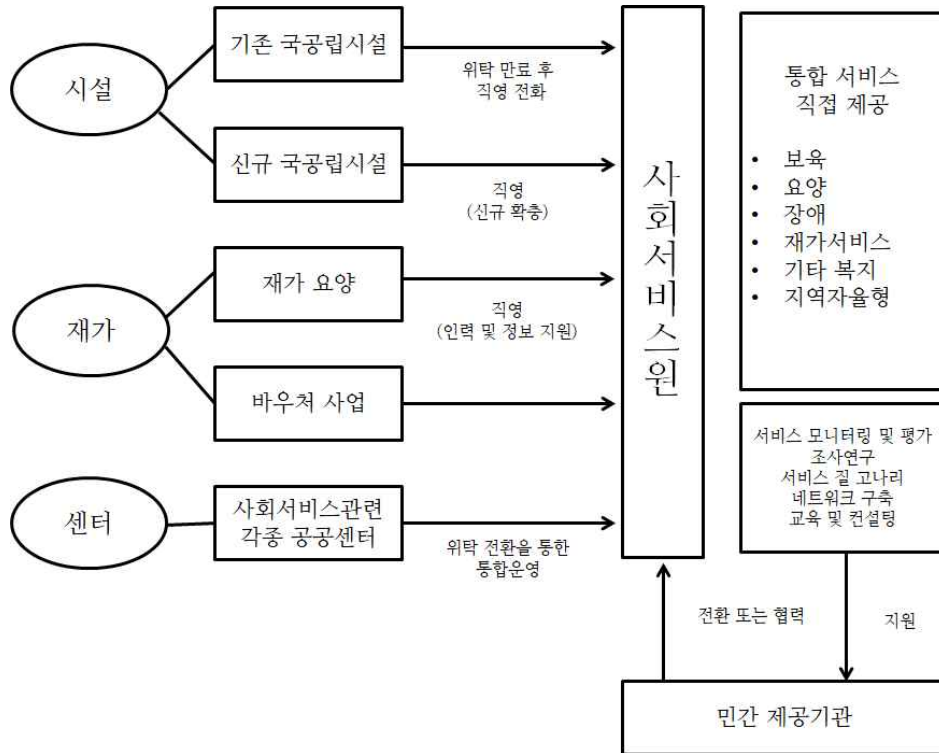 시설
기존 국공립시설
위탁 만료 후
직영 전화
신규 국공립시설
직영
(신규 확충)
재가
재가 요양
직영
(인력 및 정보 지원)
바우처 사업
센터
사회서비스관련
각종 공공센터
위탁 전환을 통한
통합운영
사회서비스원
통합 서비스
직접 제공
• 보육
• 요양
• 장애
• 재가서비스
• 기타 복지
• 지역자율형
서비스 모니터링 및 평가
조사연구
서비스 질 고나리
네트워크 구축
교육 및 컨설팅
전환 또는 협력
지원
민간 제공기관